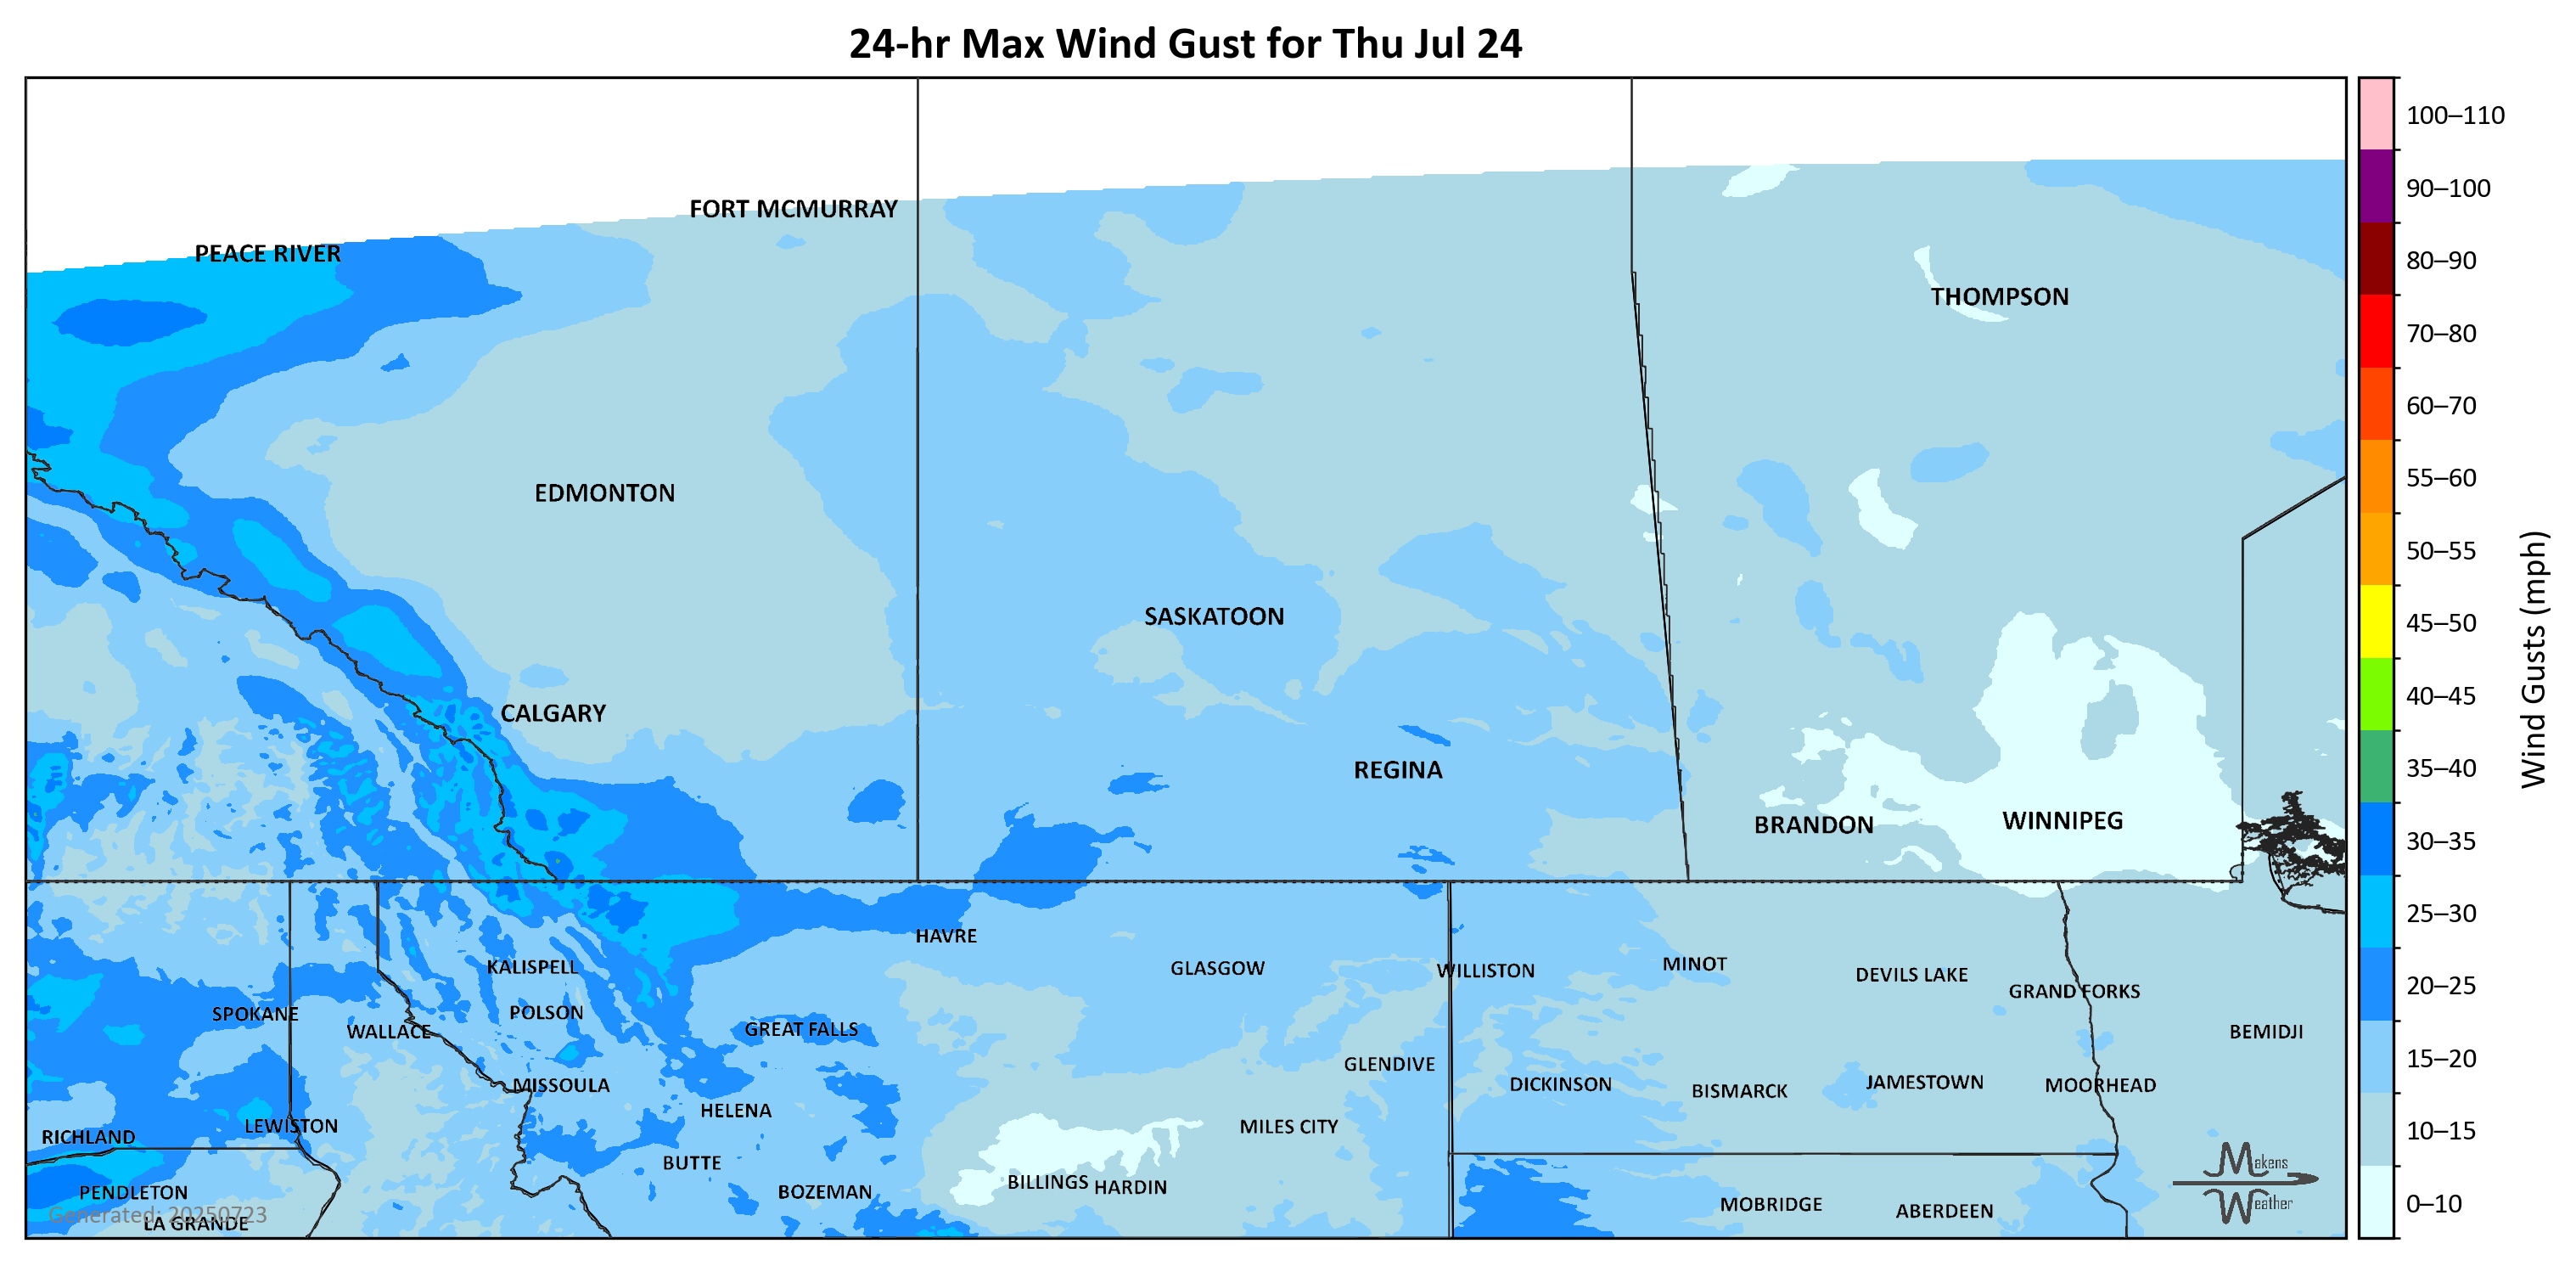 24-hr Max Wind Gust for Thu Jul 24
100–110
90–100
FORT MCMURRAY
PEACE RIVER
80–90
THOMPSON
70–80
60–70
55–60
EDMONTON
50–55
SASKATOON
45–50
Wind Gusts (mph)
40–45
CALGARY
REGINA
35–40
BRANDON
WINNIPEG
30–35
25–30
HAVRE
KALISPELL
GLASGOW
WILLISTON
MINOT
DEVILS LAKE
GRAND FORKS
20–25
SPOKANE
POLSON
WALLACE
GREAT FALLS
BEMIDJI
15–20
GLENDIVE
MISSOULA
DICKINSON
BISMARCK
JAMESTOWN
MOORHEAD
HELENA
LEWISTON
MILES CITY
RICHLAND
10–15
BUTTE
Makens
PENDLETON
BOZEMAN
BILLINGS
HARDIN
MOBRIDGE
ABERDEEN
Weather
0–10
Generated: 20250723
LA GRANDE